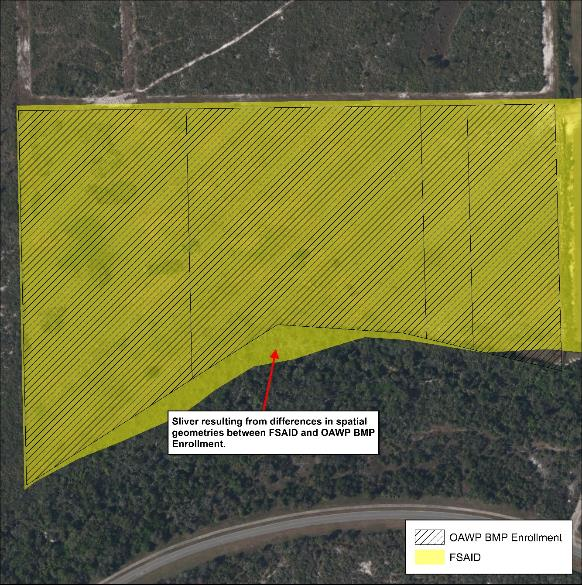 Sliver resulting from differences in spatial
geometries between FSAID and OAWP BMP
Enrollment.
OAWP BMP Enrollment
FSAID